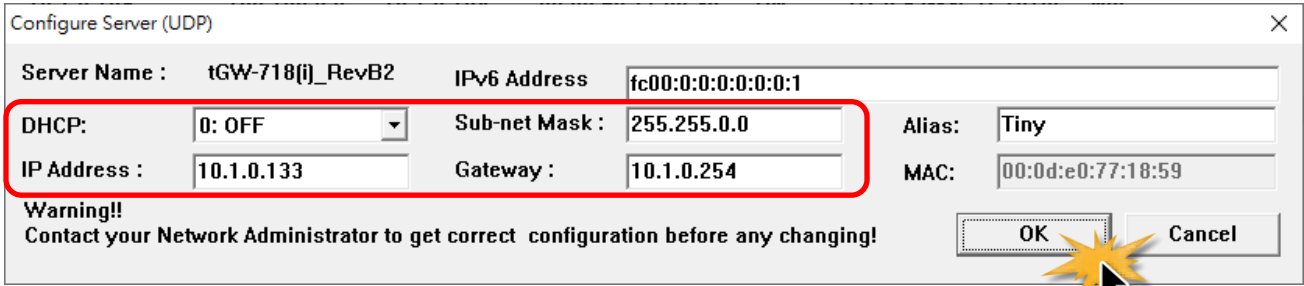 Configure Server (UDP)
Server Name : tGW-718(i)_RevB2 IPv6 Address fc00:0:0:0:0:0:0:1
DHCP: 0: OFF Sub-net Mask : 255.255.0.0 Alias: Tiny
IP Address : 10.1.0.133 Gateway : 10.1.0.254 MAC: 00:0d:e0:77:18:59
Warning!!
Contact your Network Administrator to get correct configuration before any changing!
OK Cancel